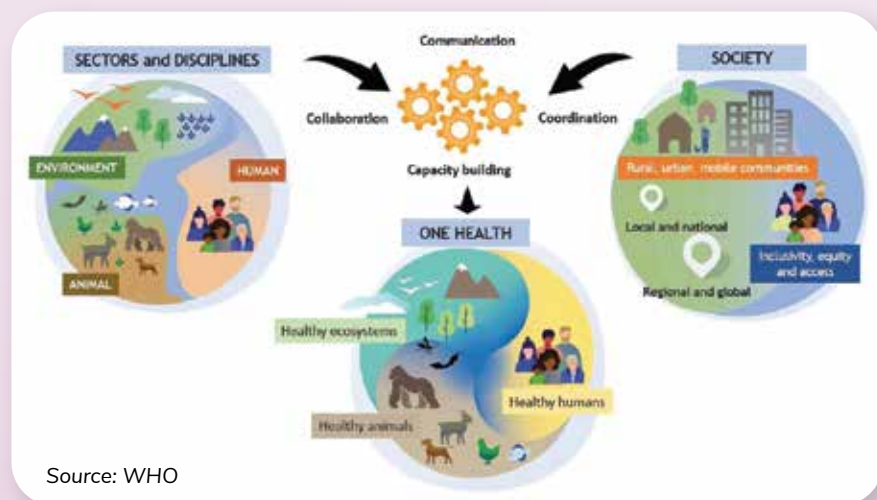 SECTORS and DISCIPLINES
ENVIRONMENT
HUMAN
ANIMAL
Communication
Collaboration
Coordination
Capacity building
SOCIETY
Rural, urban, mobile communities
Local and national
Regional and global
Inclusivity, equity
and access
ONE HEALTH
Healthy ecosystems
Healthy animals
Healthy humans
Source: WHO